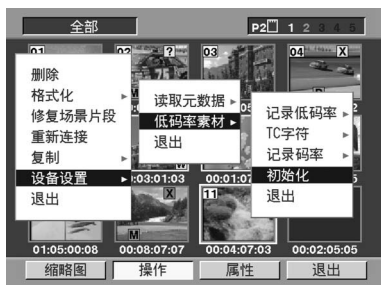 全部
P2 1 2 3 4 5
01
02
?
03
04
X
删除
格式化
修复场景片段
重新连接
复制
设备设置
退出
读取元数据
低码率素材
退出
记录低码率
TC字符
记录码率
初始化
退出
:03:01:03
00:01:07
X
11
M
01:05:00:08
00:08:07:07
00:04:07:03
00:02:05:05
缩略图
操作
属性
退出